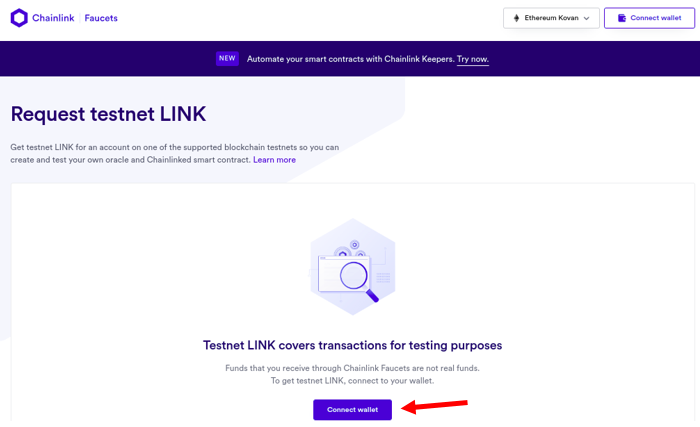 Chainlink | Faucets
Ethereum Kovan
Connect wallet
NEW Automate your smart contracts with Chainlink Keepers. Try now.
Request testnet LINK
Get testnet LINK for an account on one of the supported blockchain testnets so you can
create and test your own oracle and Chainlinked smart contract. Learn more
Testnet LINK covers transactions for testing purposes
Funds that you receive through Chainlink Faucets are not real funds.
To get testnet LINK, connect to your wallet.
Connect wallet